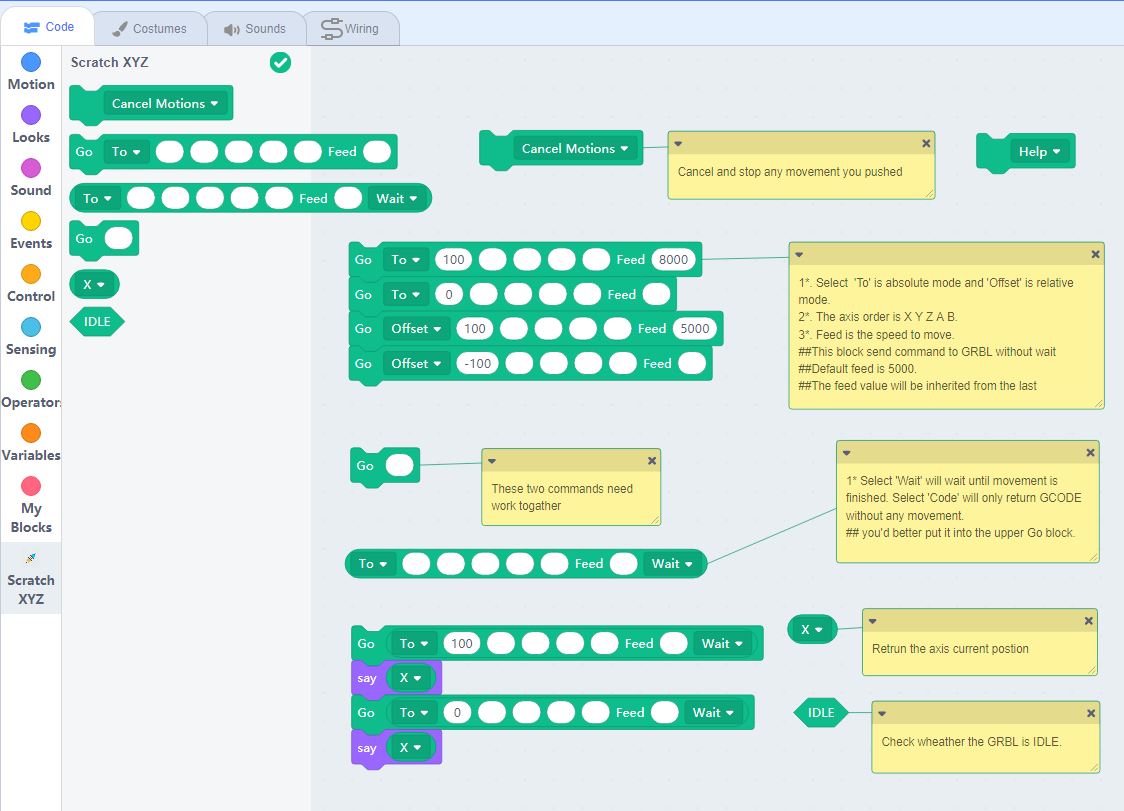 Code
Costumes
Sounds
Wiring
Motion
Looks
Sound
Events
Control
Sensing
Operator
Variables
My
Blocks
Scratch
XYZ
Scratch XYZ
Cancel Motions
Go To Feed
To Feed Wait
Go
X
IDLE
Cancel Motions
Cancel and stop any movement you pushed
Help
Go To 100 Feed 8000
Go To 0 Feed
Go Offset 100 Feed 5000
Go Offset -100 Feed
1*. Select 'To' is absolute mode and 'Offset' is relative
mode.
2*. The axis order is X Y Z A B.
3*. Feed is the speed to move.
##This block send command to GRBL without wait
##Default feed is 5000.
##The feed value will be inherited from the last
Go
These two commands need
work togather
1* Select 'Wait' will wait until movement is
finished. Select 'Code' will only return GCODE
without any movement.
## you'd better put it into the upper Go block.
To Feed Wait
Go To 100 Feed Wait
say X
Go To 0 Feed Wait
say X
X
Retrun the axis current postion
IDLE
Check wheather the GRBL is IDLE.